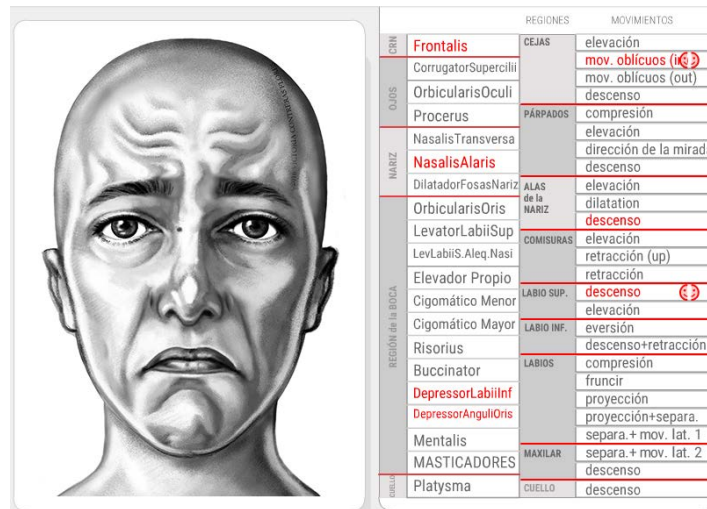 REGIONES
MOVIMIENTOS
CRN
Frontalis
OJOS
CorrugatorSupercilii
OrbicularisOculi
Procerus
NARIZ
NasalisTransversa
NasalisAlaris
DilatadorFosasNariz
REGIÓN de la BOCA
OrbicularisOris
LevatorLabiiSup
LevLabiiS.Aleq.Nasi
Elevador Propio
Cigomático Menor
Cigomático Mayor
Risorius
Buccinator
DepressorLabiiInf
DepressorAnguliOris
Mentalis
MASTICADORES
CUELLO
Platysma
CEJAS
elevación
mov. oblícuos
mov. oblícuos (out)
descenso
PÁRPADOS
compresión
elevación
dirección de la mirad
descenso
ALAS
de la
NARIZ
elevación
dilatation
descenso
COMISURAS
elevación
retracción (up)
retracción
LABIO SUP.
descenso
elevación
LABIO INF.
eversión
descenso+retracción
LABIOS
compresión
fruncir
proyección
proyección+separa.
separa.+ mov. lat. 1
MAXILAR
separa.+ mov. lat. 2
descenso
CUELLO
descenso